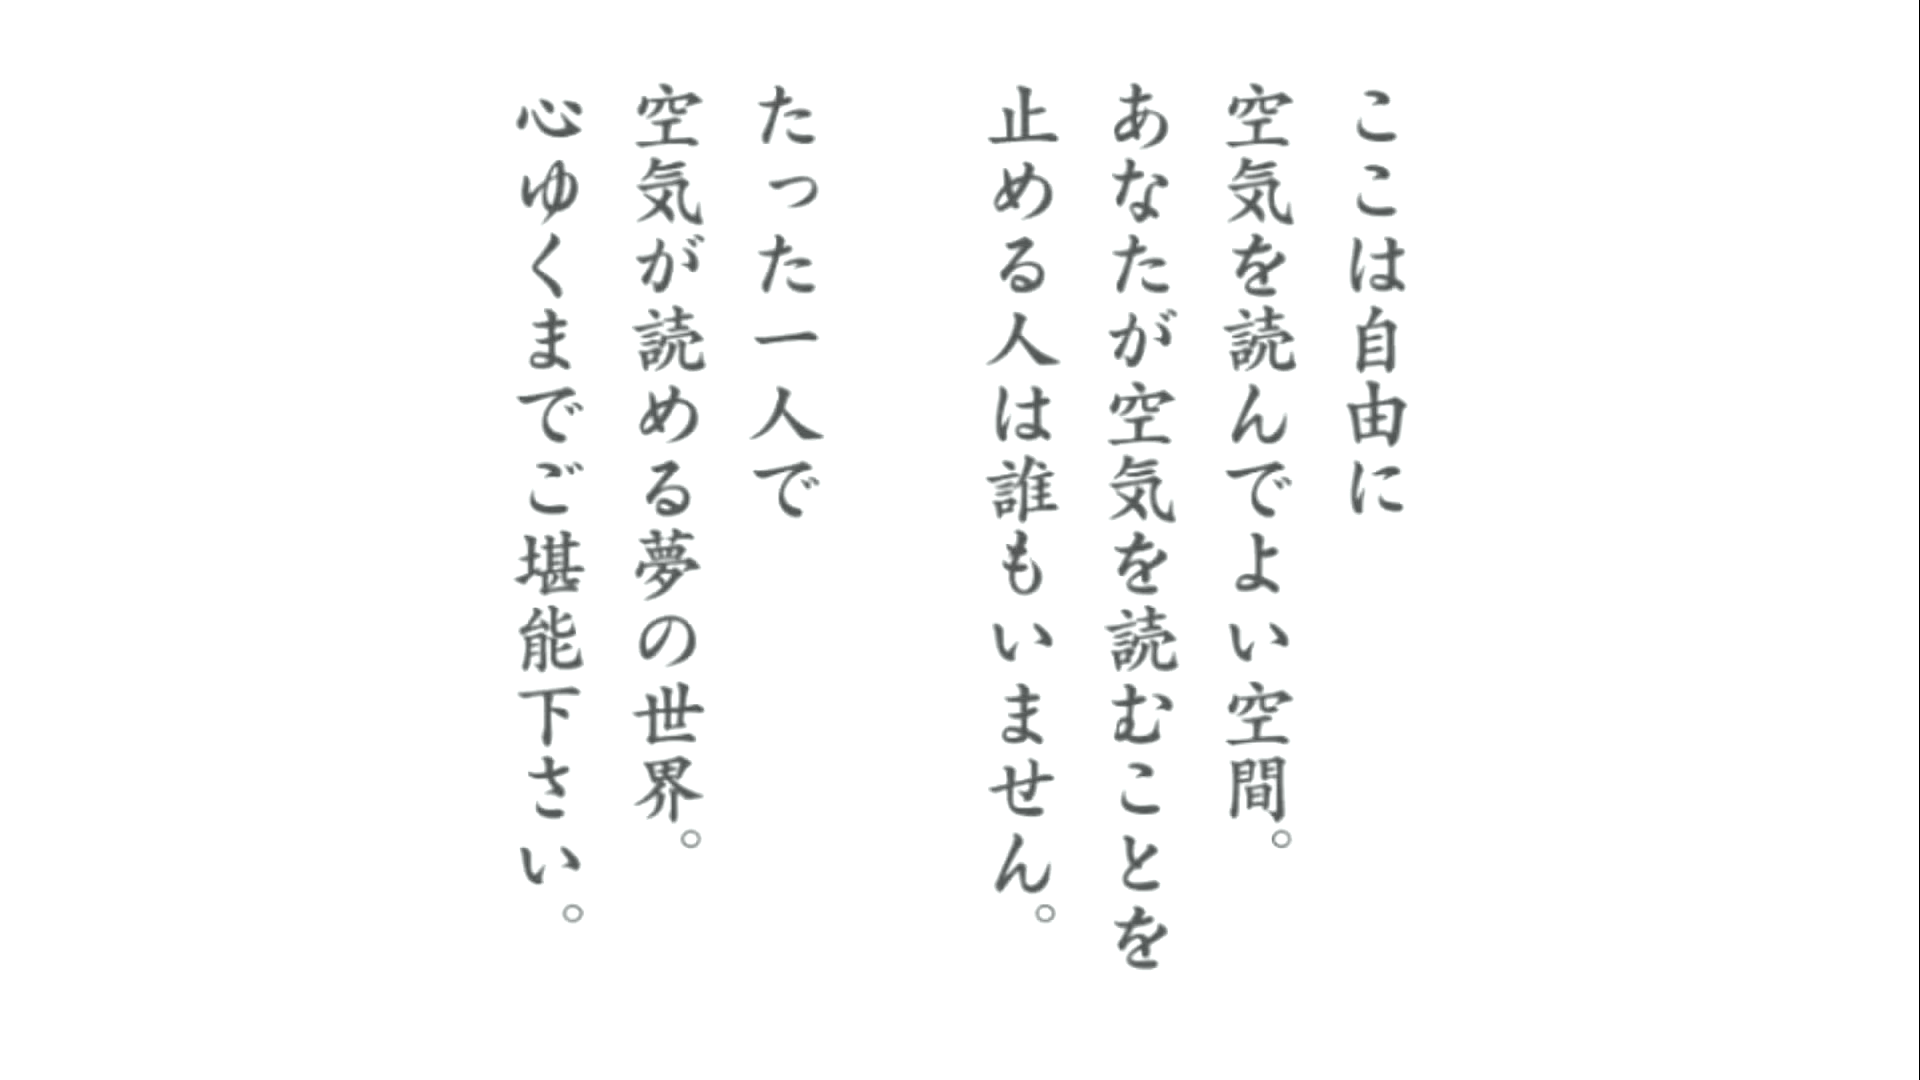 ここは自由に
空気を読んでよい空間。
あなたが空気を読むことを
止める人は誰もいません。
たった一人で
空気が読める夢の世界。
心ゆくまでご堪能下さい。